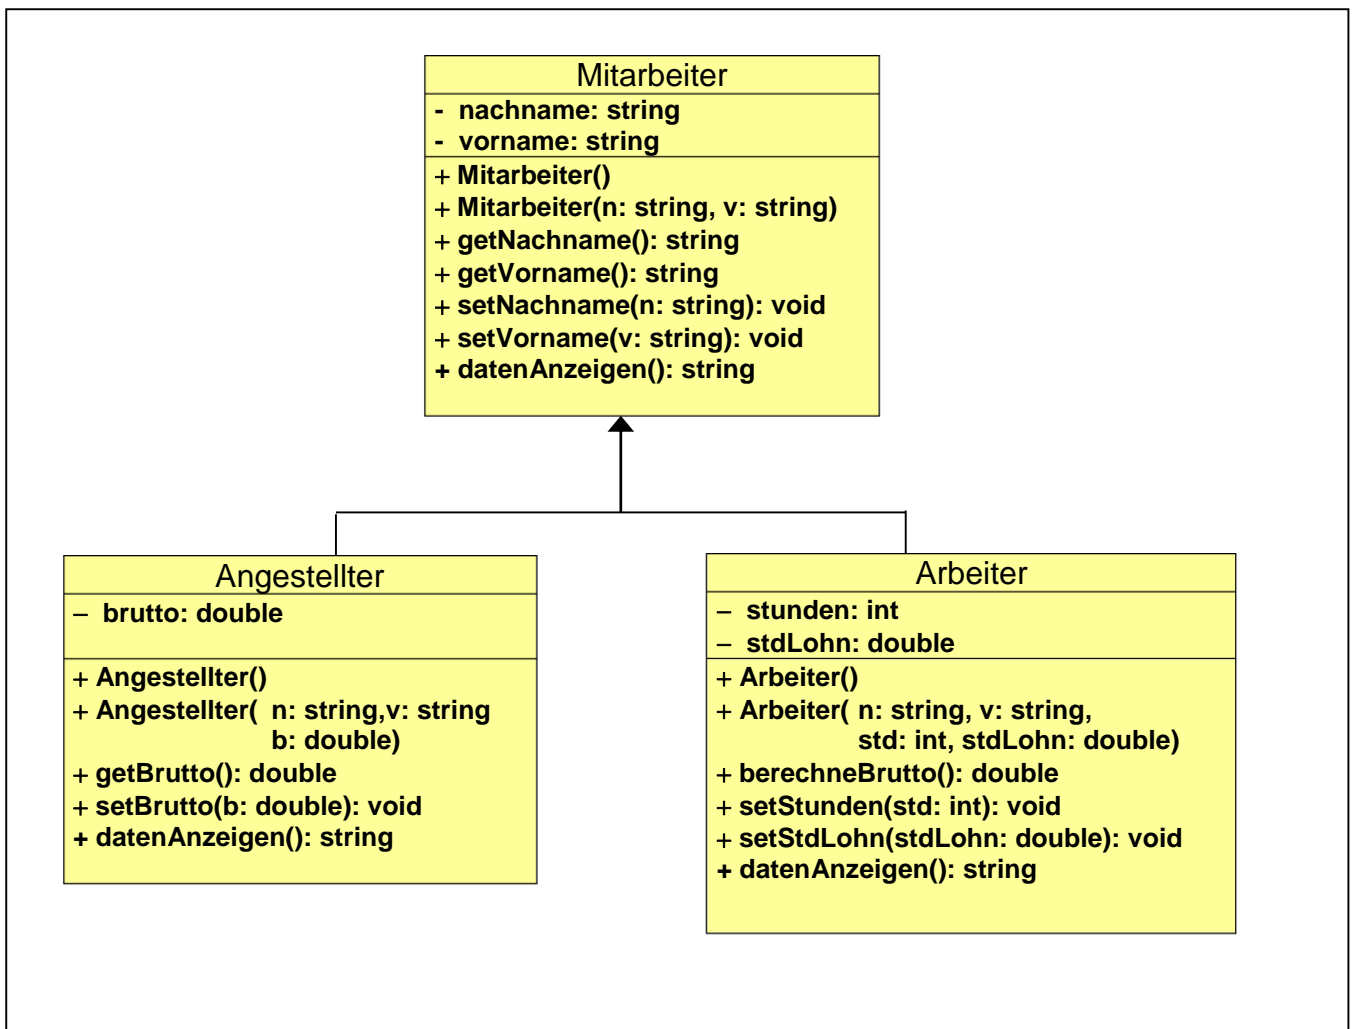 Mitarbeiter
- nachname: string
- vorname: string
+ Mitarbeiter()
+ Mitarbeiter(n: string, v: string)
+ getNachname(): string
+ getVorname(): string
+ setNachname(n: string): void
+ setVorname(v: string): void
+ datenAnzeigen(): string
Angestellter
– brutto: double
+ Angestellter()
+ Angestellter( n: string,v: string
b: double)
+ getBrutto(): double
+ setBrutto(b: double): void
+ datenAnzeigen(): string
Arbeiter
– stunden: int
– stdLohn: double
+ Arbeiter()
+ Arbeiter( n: string, v: string,
std: int, stdLohn: double)
+ berechneBrutto(): double
+ setStunden(std: int): void
+ setStdLohn(stdLohn: double): void
+ datenAnzeigen(): string